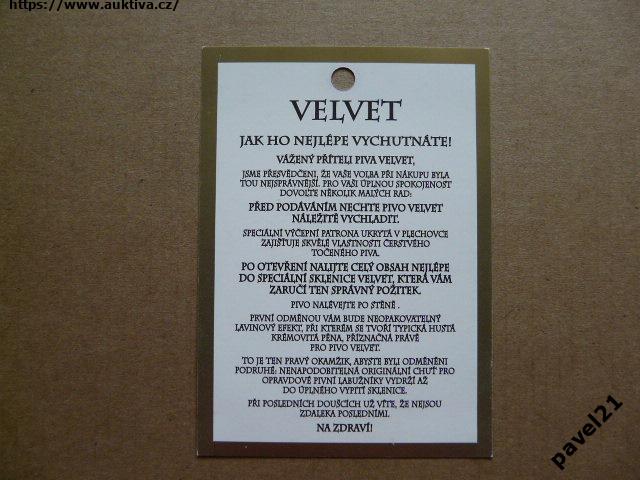 https://www.auktiva.cz/
VELVET
JAK HO NEJLÉPE VYCHUTNÁTE!
VÁŽENÝ PŘÍTELI PIVA VELVET,
JSME PŘESVĚDČENI, ŽE VAŠE VOLBA PŘI NÁKUPU BYLA
TOU NEJSPRÁVNĚJŠÍ. PRO VAŠI ÚPLNOU SPOKOJENOST
DOVOLTE NĚKOLIK MALÝCH RAD:
PŘED PODÁVÁNÍM NECHTE PIVO VELVET
NÁLEŽITĚ VYCHLADIT.
SPECIÁLNÍ VÝČEPNÍ PATRONA UKRYTÁ V PLECHOVCE
ZAJIŠŤUJE SKVĚLÉ VLASTNOSTI ČERSTVÉHO
TOČENÉHO PIVA.
PO OTEVŘENÍ NALIJTE CELÝ OBSAH NEJLÉPE
DO SPECIÁLNÍ SKLENICE VELVET, KTERÁ VÁM
ZARUČÍ TEN SPRÁVNÝ POŽITEK.
PIVO NALÉVEJTE PO STĚNĚ .
PRVNÍ ODMĚNOU VÁM BUDE NEOPAKOVATELNÝ
LAVINOVÝ EFEKT, PŘI KTERÉM SE TVOŘÍ TYPICKÁ HUSTÁ
KRÉMOVITÁ PĚNA, PŘÍZNAČNÁ PRÁVĚ
PRO PIVO VELVET.
TO JE TEN PRAVÝ OKAMŽIK, ABYSTE BYLI ODMĚNĚNI
PODRUHÉ: NENAPODOBITELNÁ ORIGINÁLNÍ CHUŤ PRO
OPRAVDOVÉ PIVNÍ LABUŽNÍKY VYDRŽÍ AŽ
DO ÚPLNÉHO VYPITÍ SKLENICE.
PŘI POSLEDNÍCH DOUŠCÍCH UŽ VÍTE, ŽE NEJSOU
ZDALEKA POSLEDNÍMI.
NA ZDRAVÍ!
pavel21